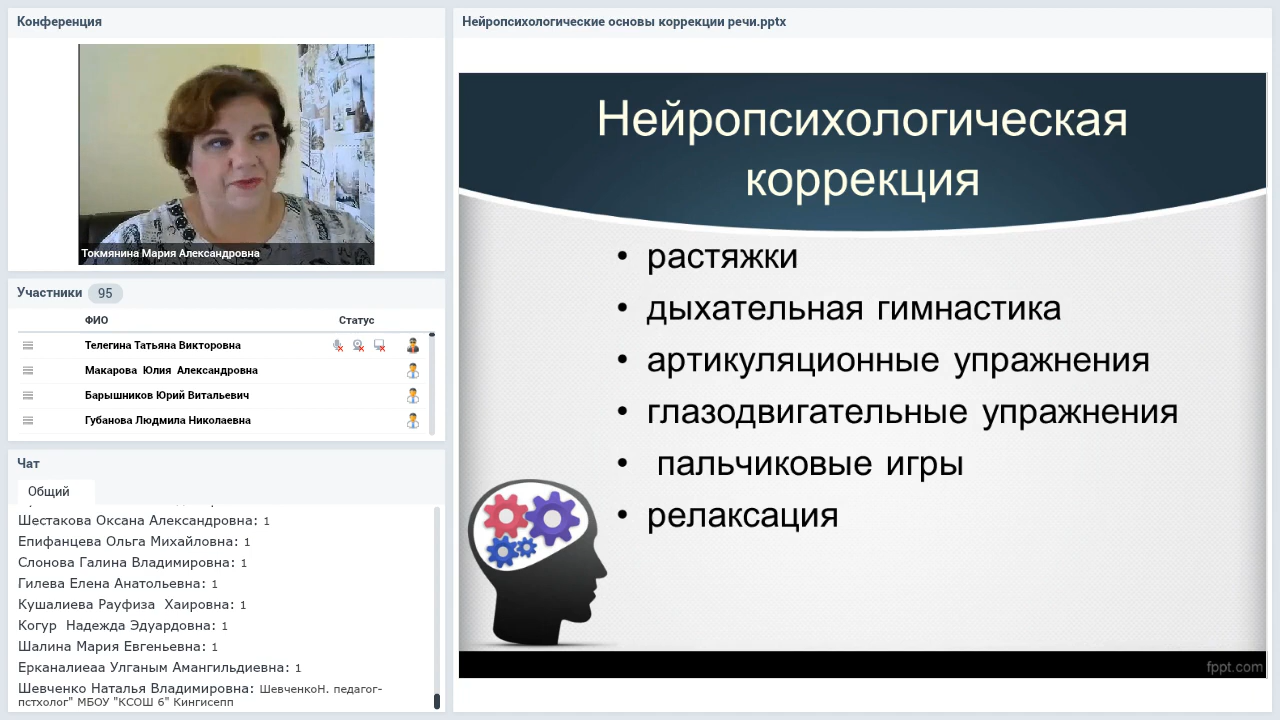 Конференция
Токмянина Мария Александровна
Участники 95
ФИО Статус
Телегина Татьяна Викторовна
Макарова Юлия Александровна
Барышников Юрий Витальевич
Губанова Людмила Николаевна
Чат
Общий
Шестакова Оксана Александровна: 1
Епифанцева Ольга Михайловна: 1
Слонова Галина Владимировна: 1
Гилева Елена Анатольевна: 1
Кушалиева Рауфиза Хаировна: 1
Когур Надежда Эдуардовна: 1
Шалина Мария Евгеньевна: 1
Ерканалиеаа Улганым Амангильдиевна: 1
Шевченко Наталья Владимировна: ШевченкоН. педагог-
пстхолог" МБОУ "КСОШ 6" Кингисепп
Нейропсихологические основы коррекции речи.pptx
Нейропсихологическая
коррекция
• растяжки
• дыхательная гимнастика
• артикуляционные упражнения
• глазодвигательные упражнения
• пальчиковые игры
• релаксация
fppt.com